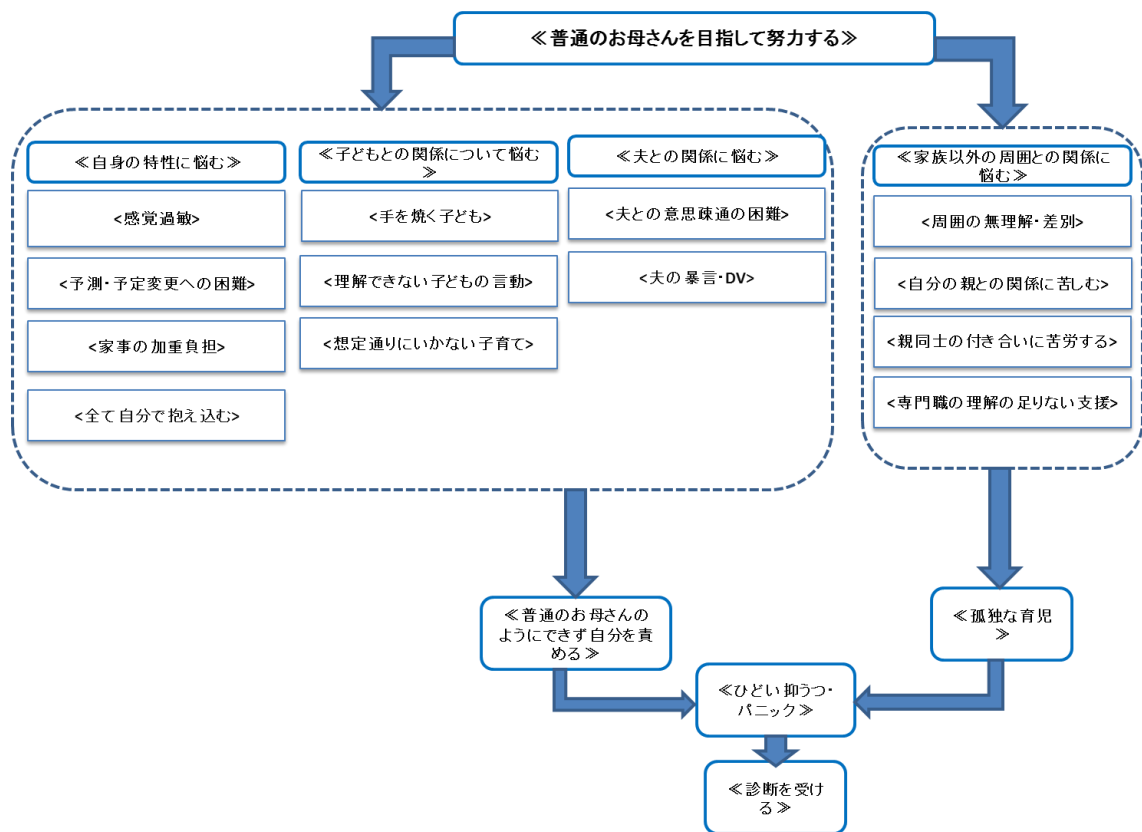 ≪普通のお母さんを目指して努力する≫
≪自身の特性に悩む≫
<感覚過敏>
<予測・予定変更への困難>
<家事の加重負担>
<全て自分で抱え込む>
≪子どもとの関係について悩む
≫
<手を焼く子ども>
<理解できない子どもの言動>
<想定通りにいかない子育て>
≪夫との関係に悩む≫
<夫との意思疎通の困難>
<夫の暴言・DV>
≪家族以外の周囲との関係に
悩む≫
<周囲の無理解・差別>
<自分の親との関係に苦しむ>
<親同士の付き合いに苦労する>
<専門職の理解の足りない支援>
≪普通のお母さんの
ようにできず自分を責
める≫
≪孤独な育児
≫
≪ひどい抑うつ・
パニック≫
≪診断を受け
る≫